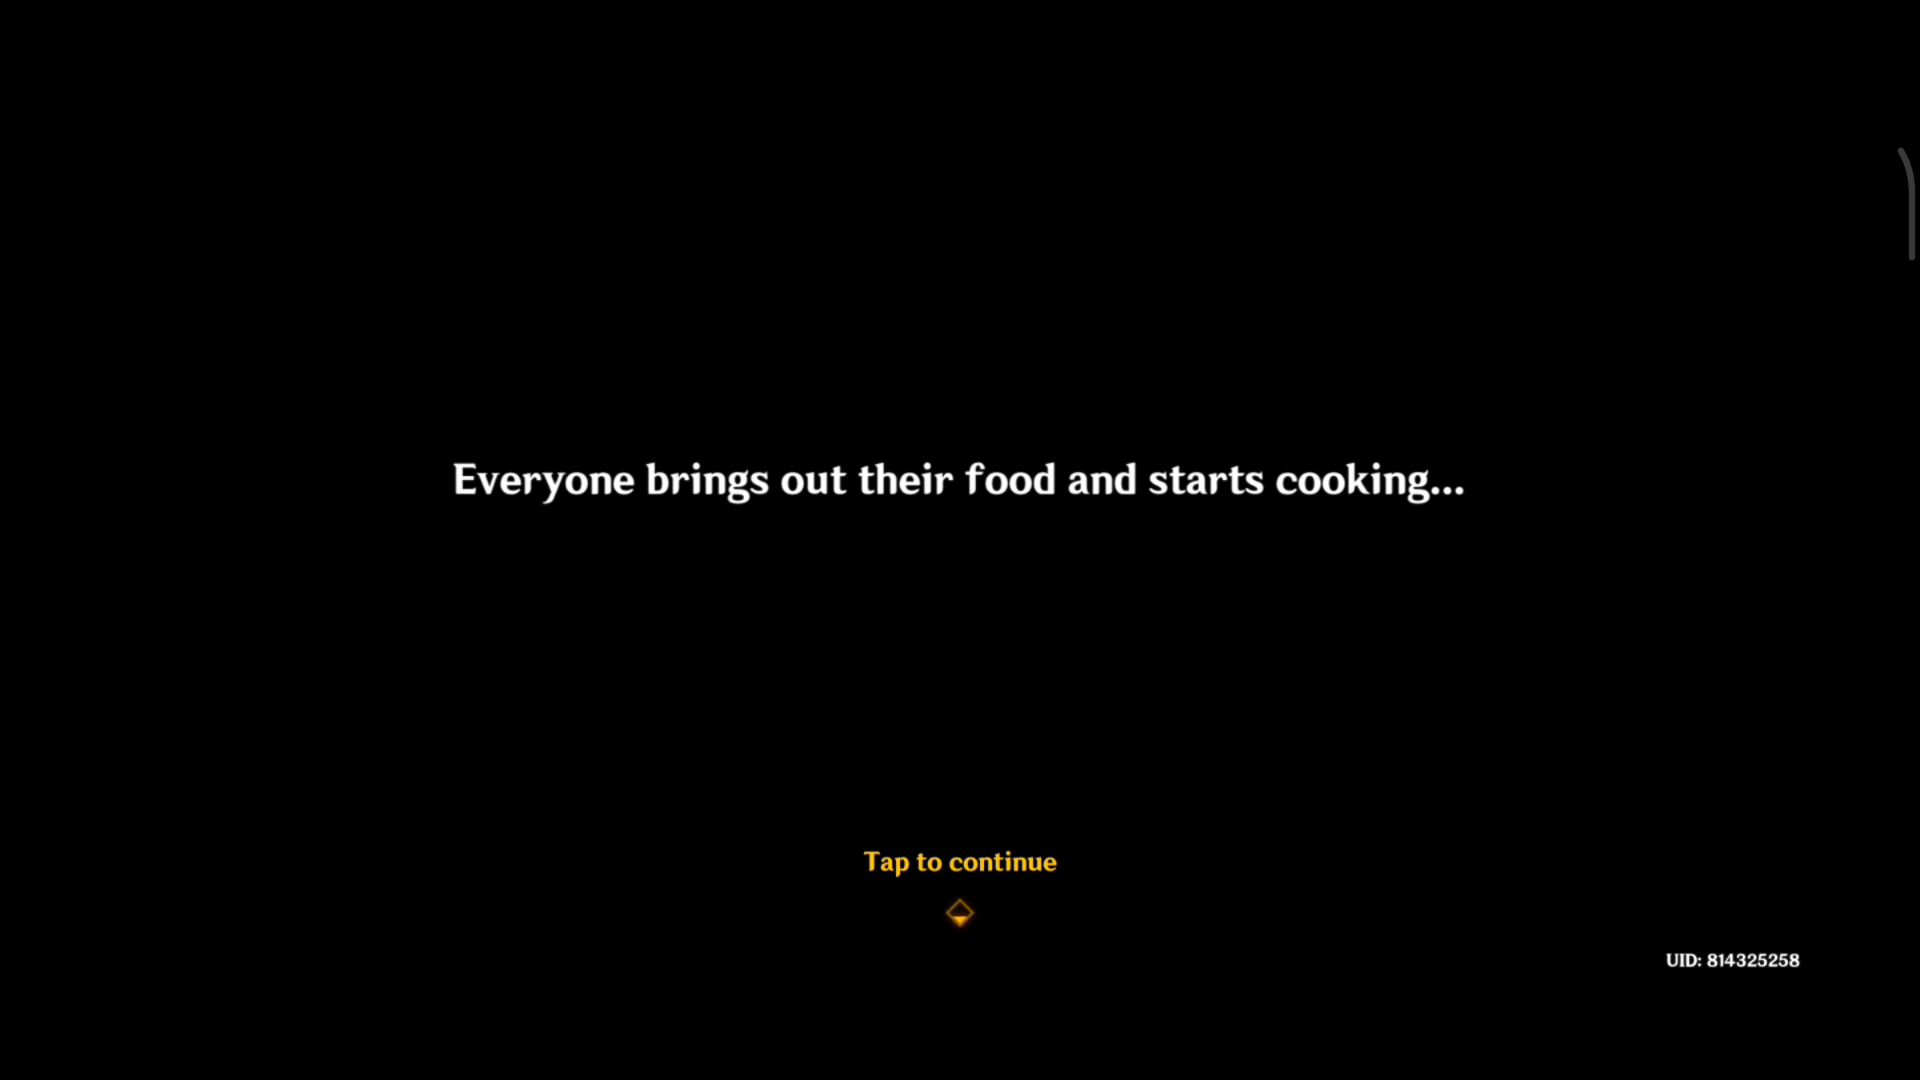 Everyone brings out their food and starts cooking...
Tap to continue
UID: 814325258